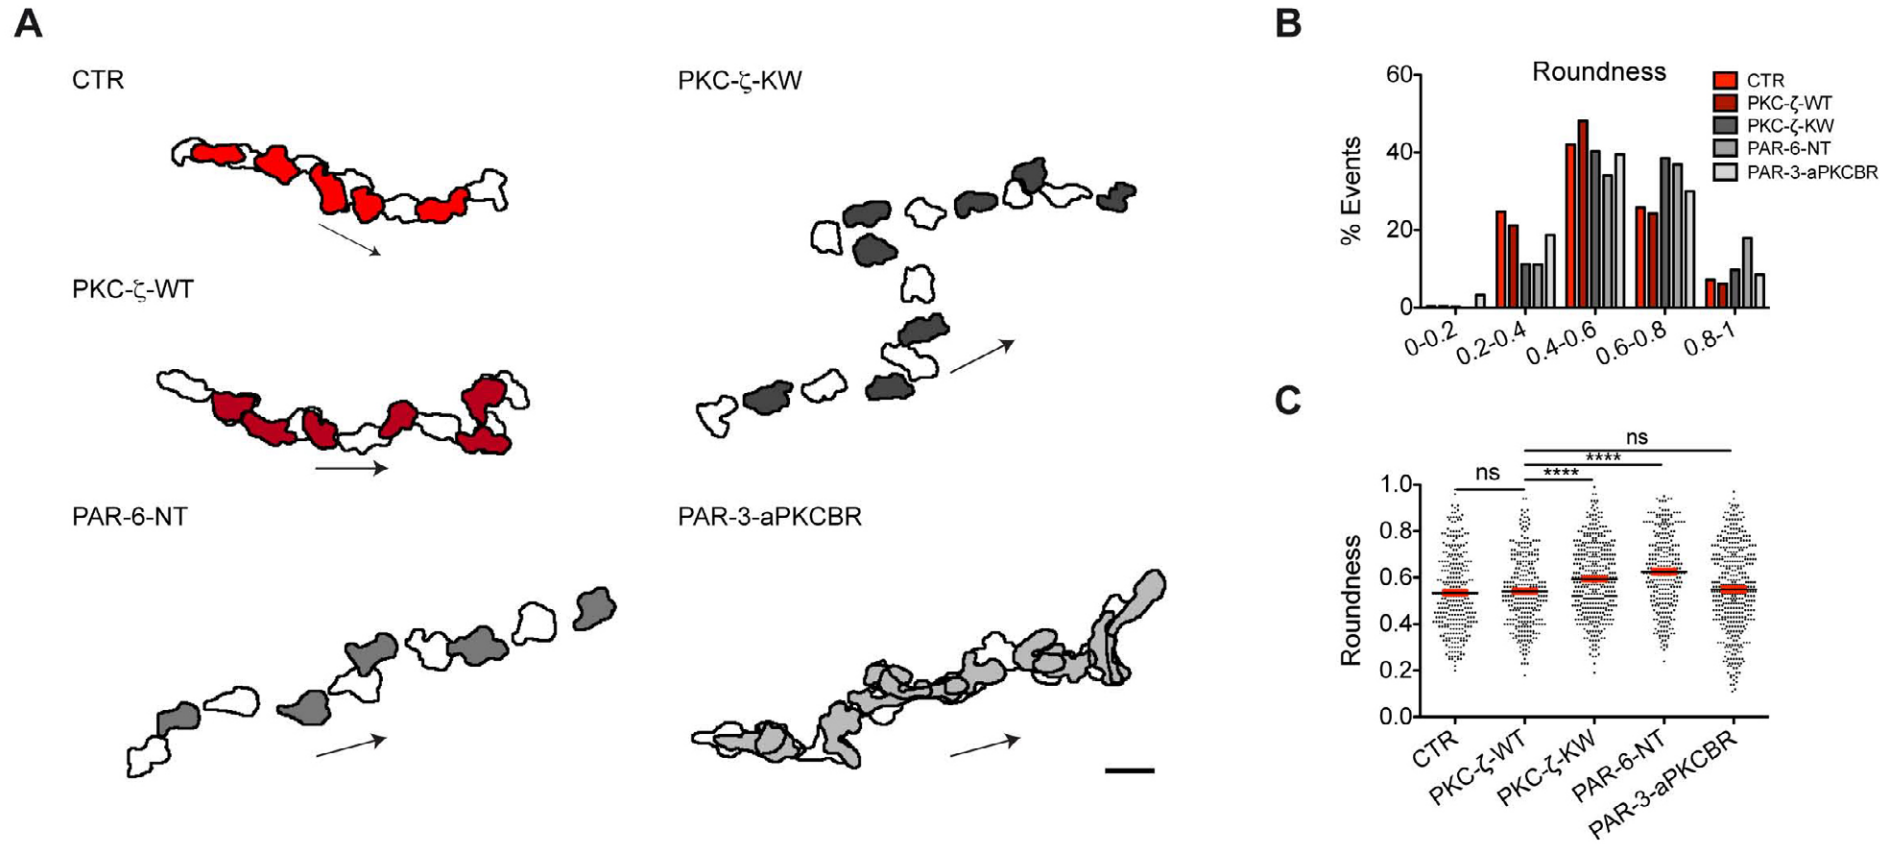 A
CTR
PKC-ζ-KW
PKC-ζ-WT
PAR-6-NT
PAR-3-aPKCBR
B
Roundness
% Events
60
40
20
0
0-0.2
0.2-0.4
0.4-0.6
0.6-0.8
0.8-1
CTR
PKC-ζ-WT
PKC-ζ-KW
PAR-6-NT
PAR-3-aPKCBR
C
ns
****
ns
****
Roundness
1.0
0.8
0.6
0.4
0.2
0.0
CTR
PKC-ζ-WT
PKC-ζ-KW
PAR-6-NT
PAR-3-aPKCBR